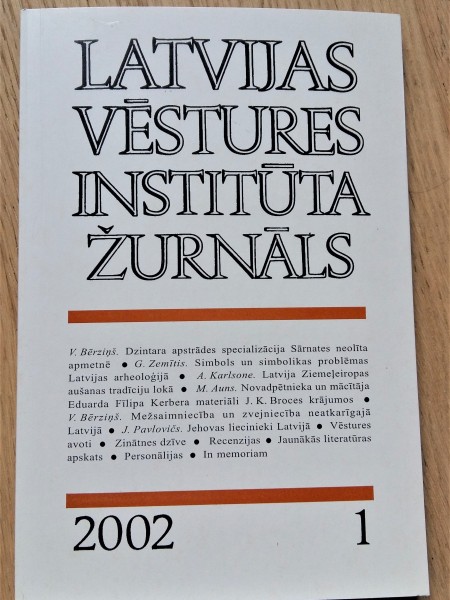 LATVIJAS
VĒSTURES
INSTITŪTA
ŽURNĀLS
V. Bērziņš. Dzintara apstrādes specializācija Sārnates neolīta
apmetnē ● G. Zemītis. Simbols un simbolikas problēmas
Latvijas arheoloģijā ● A. Karlsone. Latvija Ziemeļeiropas
aušanas tradīciju lokā ● M. Auns. Novadpētnieka un mācītāja
Eduarda Fīlipa Kerbera materiāli J. K. Broces krājumos ●
V. Bērziņš. Mežsaimniecība un zvejniecība neatkarīgajā
Latvijā ● J. Pavlovičs. Jehovas liecinieki Latvijā ● Vēstures
avoti ● Zinātnes dzīve ● Recenzijas ● Jaunākās literatūras
apskats ● Personālijas ● In memoriam
2002 1